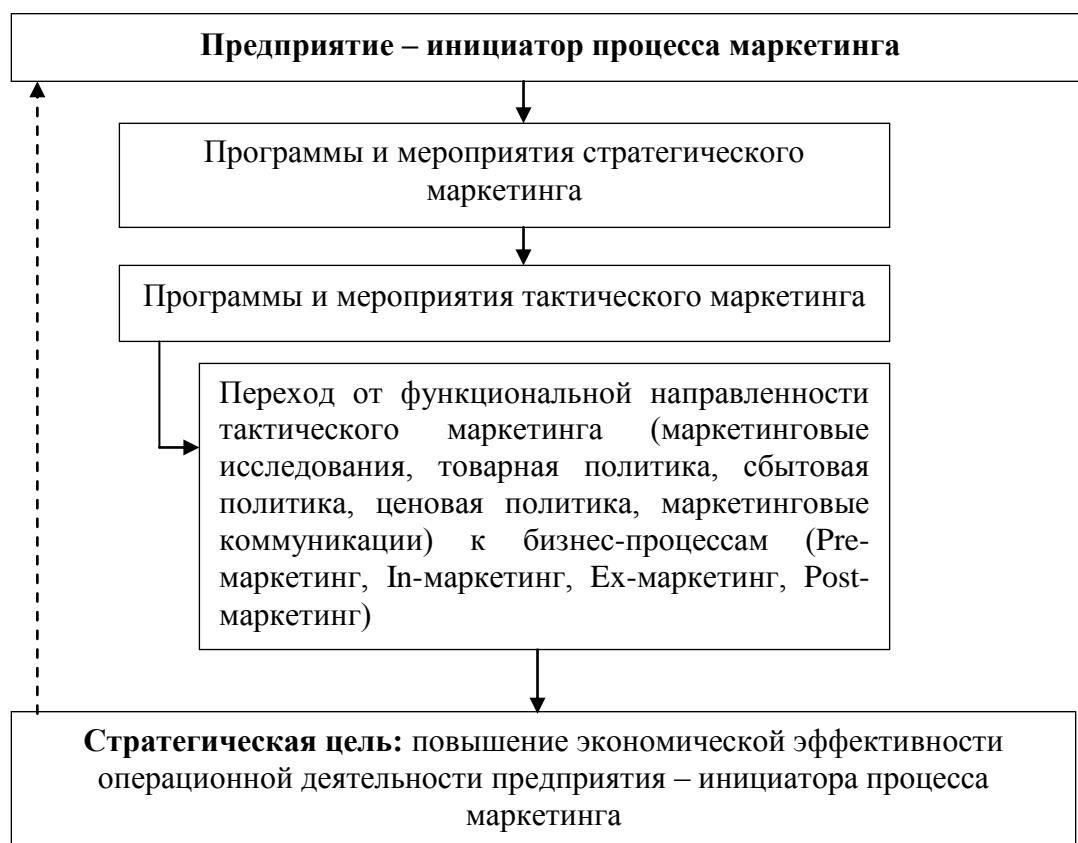 Предприятие – инициатор процесса маркетинга
Программы и мероприятия стратегического
маркетинга
Программы и мероприятия тактического маркетинга
Переход от функциональной направленности
тактического маркетинга (маркетинговые
исследования, товарная политика, сбытовая
политика, ценовая политика, маркетинговые
коммуникации) к бизнес-процессам (Pre-
маркетинг, In-маркетинг, Ex-маркетинг, Post-
маркетинг)
Стратегическая цель: повышение экономической эффективности
операционной деятельности предприятия – инициатора процесса
маркетинга